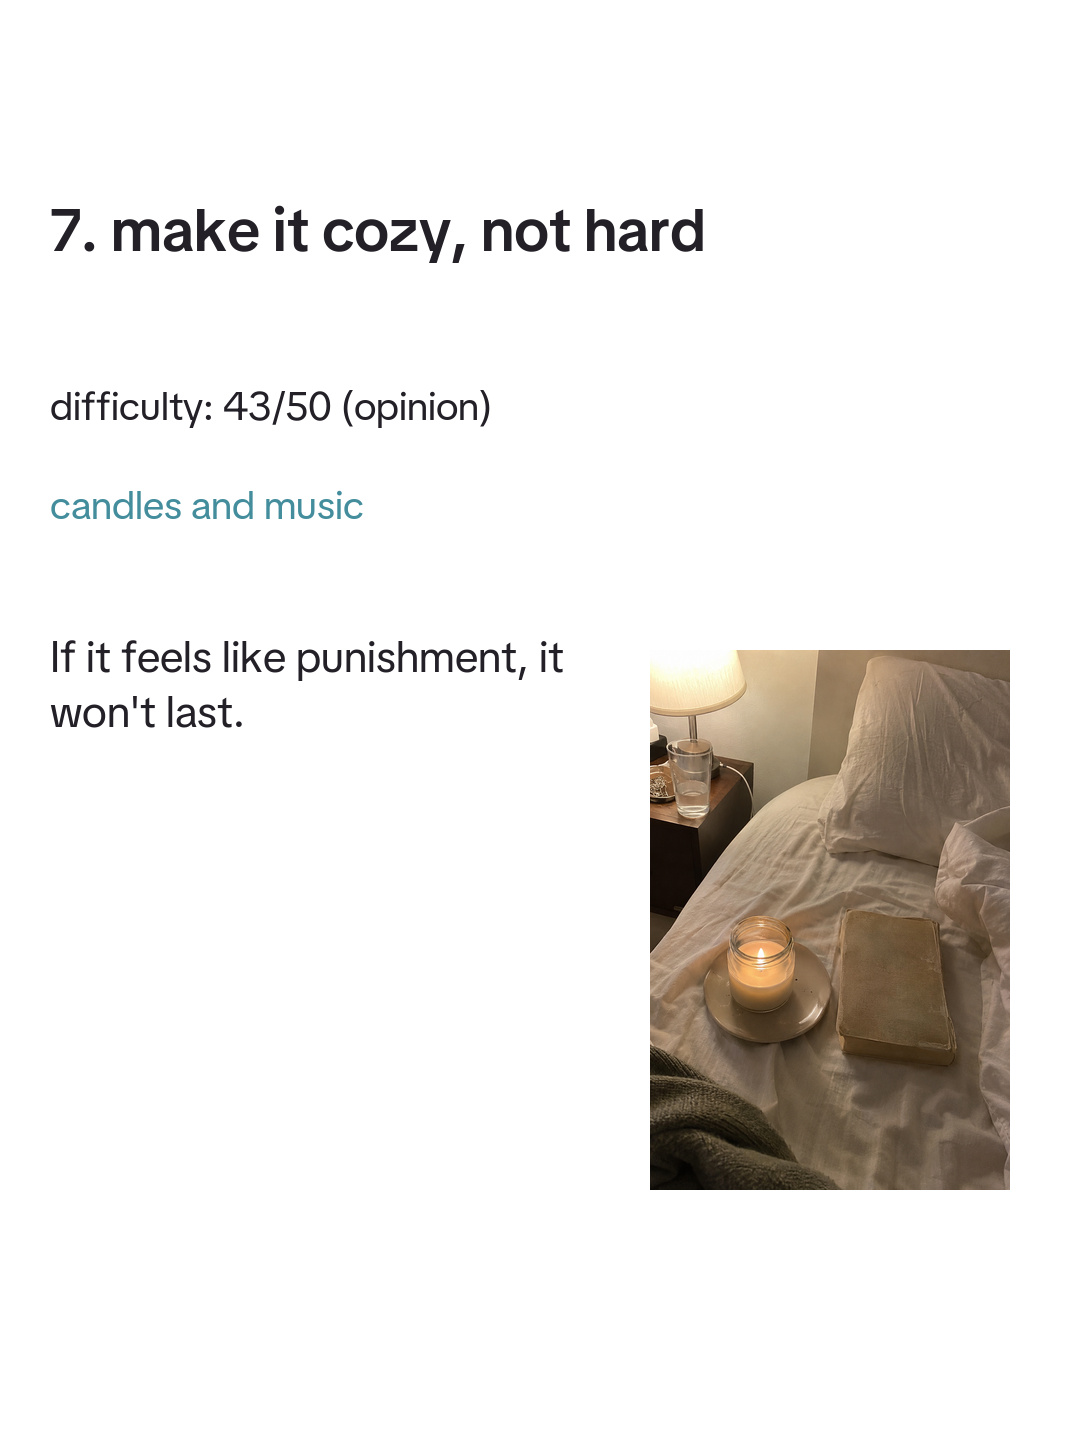 7. make it cozy, not hard
difficulty: 43/50 (opinion)
candles and music
If it feels like punishment, it
won't last.